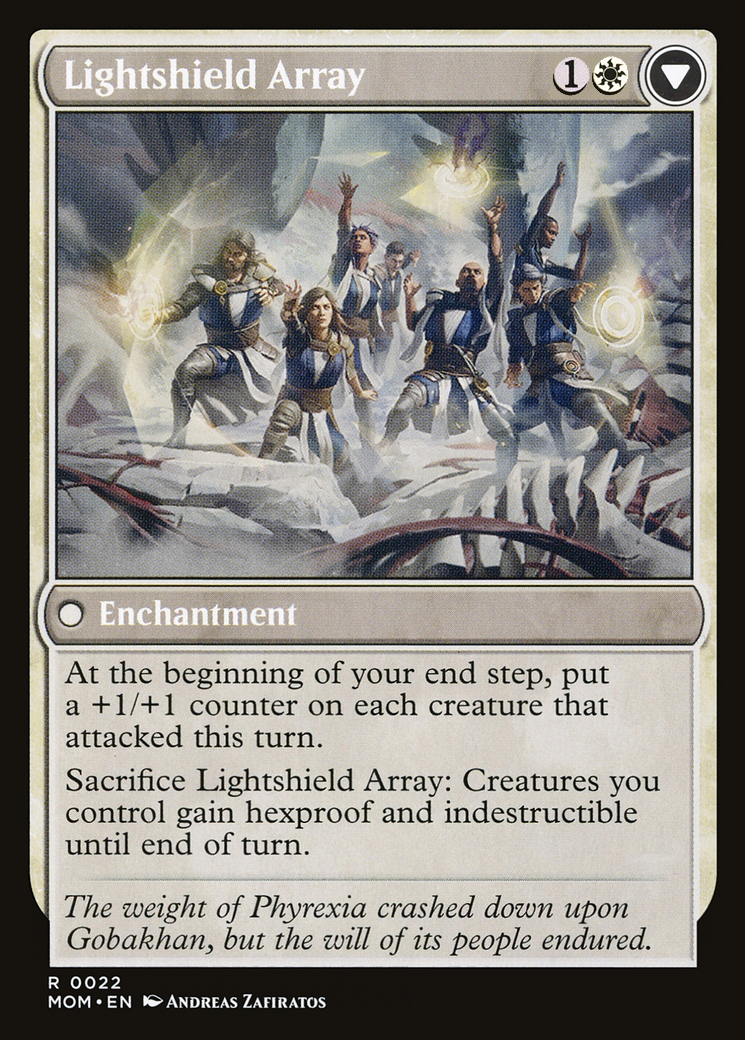 Lightshield Array 1
Enchantment
At the beginning of your end step, put
a +1/+1 counter on each creature that
attacked this turn.
Sacrifice Lightshield Array: Creatures you
control gain hexproof and indestructible
until end of turn.
The weight of Phyrexia crashed down upon
Gobakhan, but the will of its people endured.
R 0022
MOM • EN Andreas Zafiratos